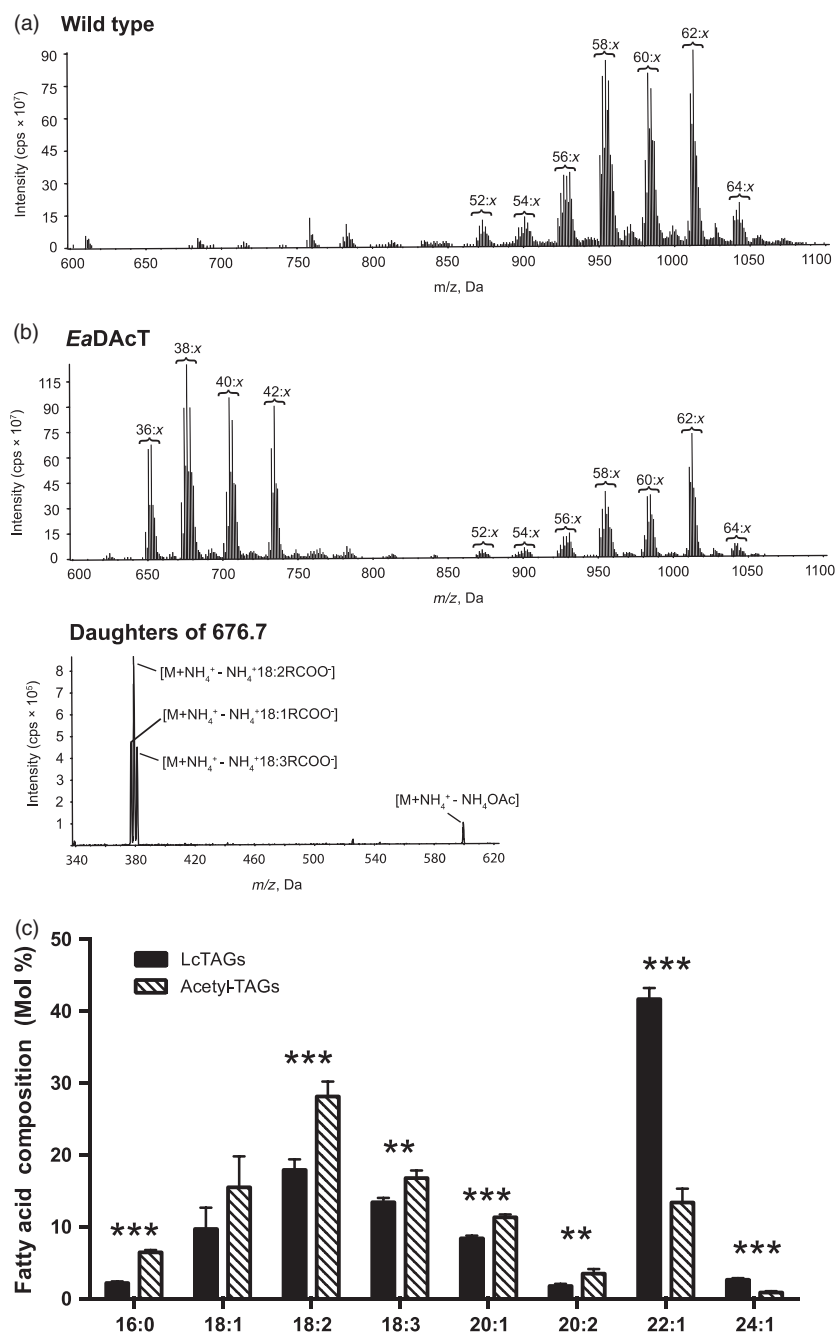 (a) Wild type
Intensity (cps × 10⁷)
90
75
60
45
30
15
0
52:x
54:x
56:x
58:x
60:x
62:x
64:x
600 650 700 750 800 850 900 950 1000 1050 1100
m/z, Da
(b) EaDAcT
Intensity (cps × 10⁷)
115
90
75
60
45
30
15
0
36:x
38:x
40:x
42:x
52:x
54:x
56:x
58:x
60:x
62:x
64:x
600 650 700 750 800 850 900 950 1000 1050 1100
m/z, Da
Daughters of 676.7
Intensity (cps × 10⁶)
8
7
6
5
4
3
2
1
[M+NH₄⁺ - NH₄⁺18:2RCOO⁻]
[M+NH₄⁺ - NH₄⁺18:1RCOO⁻]
[M+NH₄⁺ - NH₄⁺18:3RCOO⁻]
[M+NH₄⁺ - NH₄OAc]
340 380 420 460 500 540 580 620
m/z, Da
(c)
Fatty acid composition (Mol %)
50
40
30
20
10
0
LcTAGs
Acetyl-TAGs
***
***
**
***
**
***
***
16:0 18:1 18:2 18:3 20:1 20:2 22:1 24:1